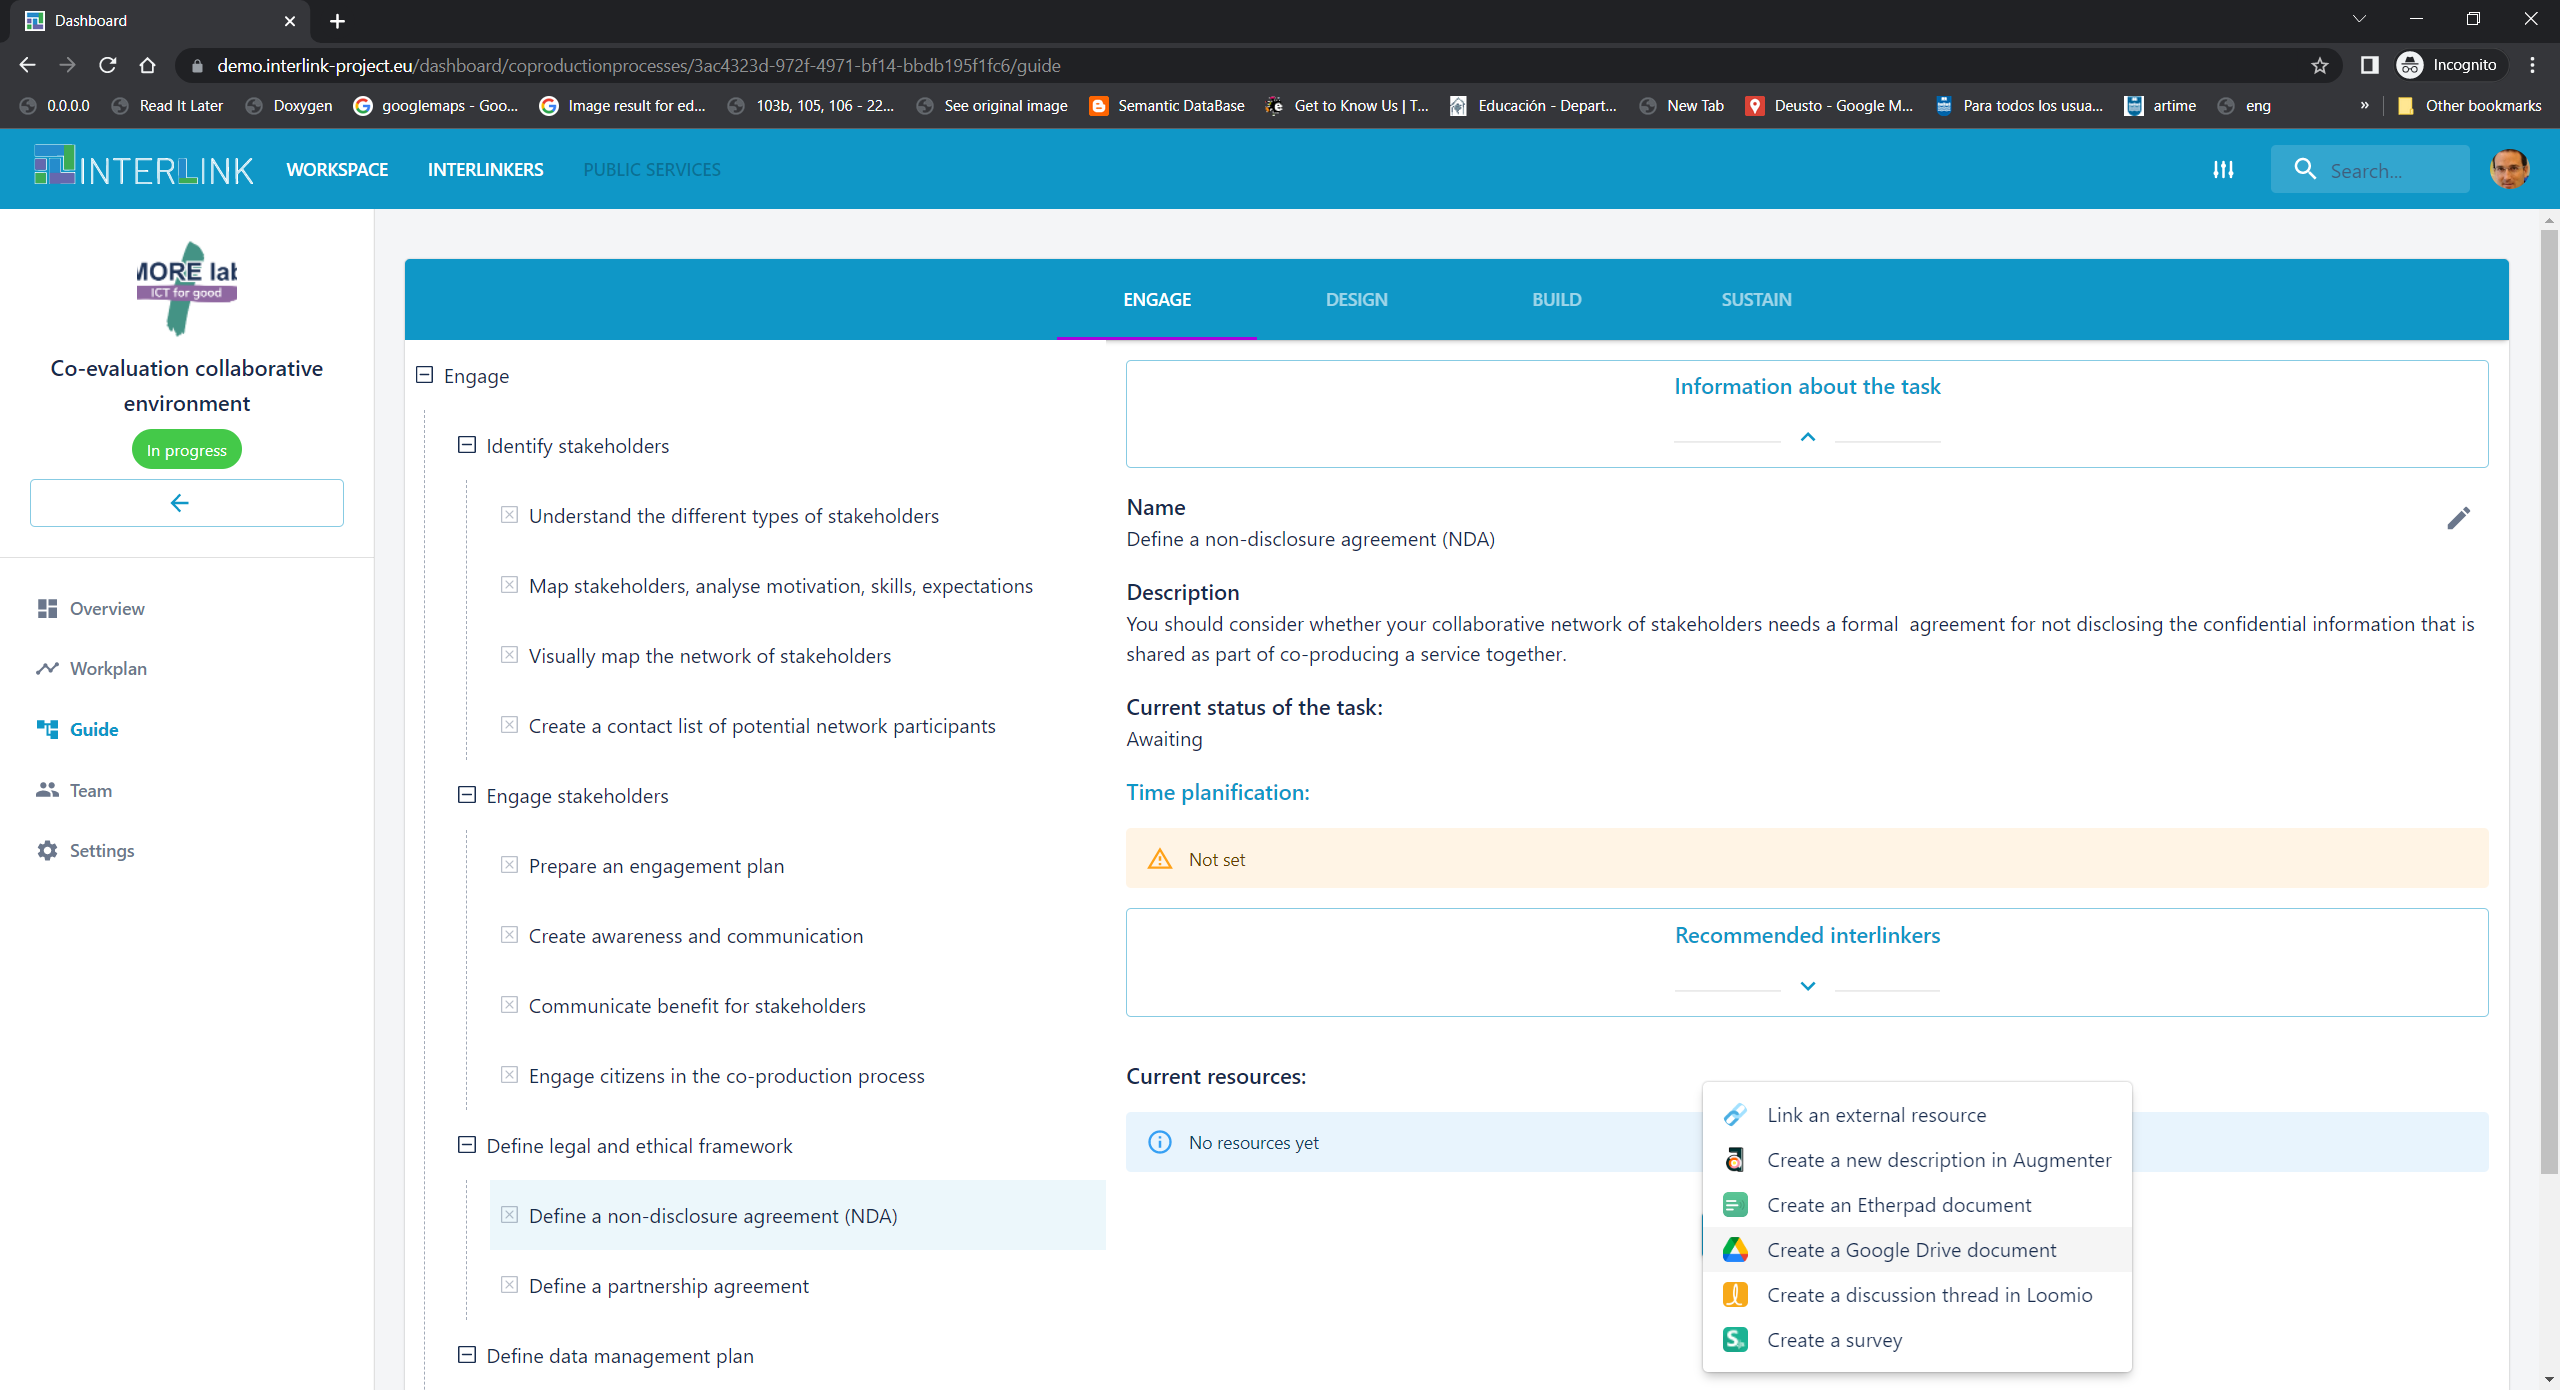 Dashboard
demo.interlink-project.eu/dashboard/coproductionprocesses/3ac4323d-972f-4971-bf14-bbdb195f1fc6/guide
Incognito
0.0.0.0
Read It Later
Doxygen
googlemaps - Goo...
Image result for ed...
103b, 105, 106 - 22...
See original image
Semantic DataBase
Get to Know Us | T...
Educación - Depart...
New Tab
Deusto - Google M...
Para todos los usua...
artime
eng
»
Other bookmarks
INTERLINK
WORKSPACE
INTERLINKERS
PUBLIC SERVICES
Search...
MORE lab
ICT for good
Co-evaluation collaborative
environment
In progress
Overview
Workplan
Guide
Team
Settings
ENGAGE
DESIGN
BUILD
SUSTAIN
Engage
Identify stakeholders
Understand the different types of stakeholders
Map stakeholders, analyse motivation, skills, expectations
Visually map the network of stakeholders
Create a contact list of potential network participants
Engage stakeholders
Prepare an engagement plan
Create awareness and communication
Communicate benefit for stakeholders
Engage citizens in the co-production process
Define legal and ethical framework
Define a non-disclosure agreement (NDA)
Define a partnership agreement
Define data management plan
Information about the task
Name
Define a non-disclosure agreement (NDA)
Description
You should consider whether your collaborative network of stakeholders needs a formal  agreement for not disclosing the confidential information that is
shared as part of co-producing a service together.
Current status of the task:
Awaiting
Time planification:
Not set
Recommended interlinkers
Current resources:
No resources yet
Link an external resource
Create a new description in Augmenter
Create an Etherpad document
Create a Google Drive document
Create a discussion thread in Loomio
Create a survey